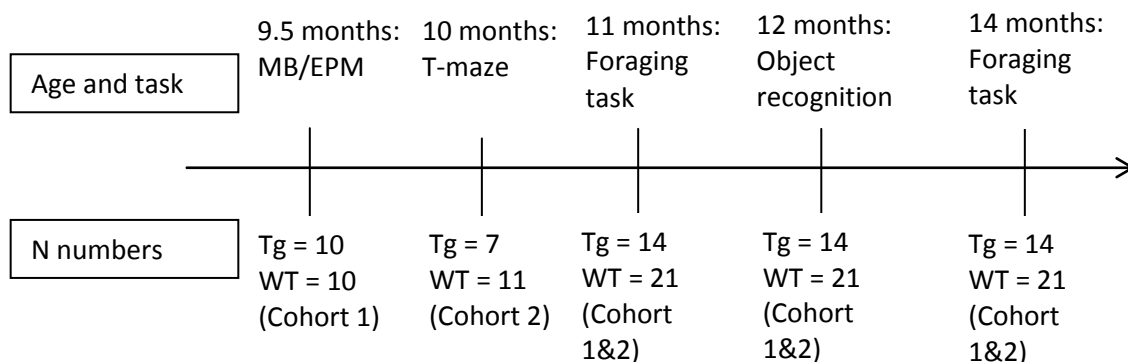 Age and task
9.5 months:
MB/EPM
10 months:
T-maze
11 months:
Foraging
task
12 months:
Object
recognition
14 months:
Foraging
task
N numbers
Tg = 10
WT = 10
(Cohort 1)
Tg = 7
WT = 11
(Cohort 2)
Tg = 14
WT = 21
(Cohort
1&2)
Tg = 14
WT = 21
(Cohort
1&2)
Tg = 14
WT = 21
(Cohort
1&2)